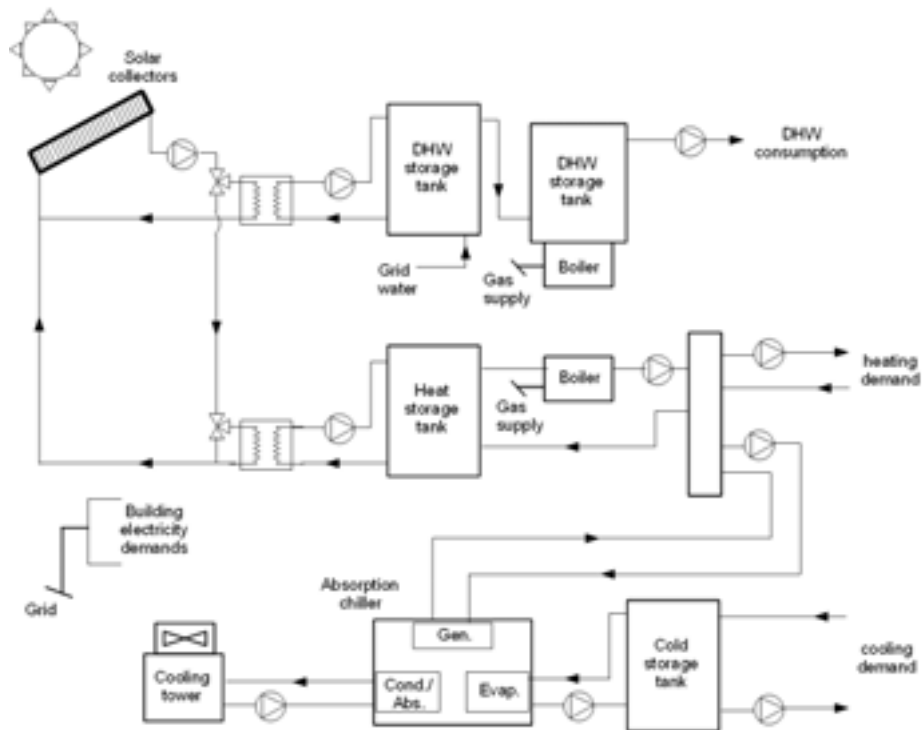 Solar
collectors
DHW
storage
tank
DHW
storage
tank
DHW
consumption
Grid
water
Gas
supply
Boiler
Heat
storage
tank
Boiler
Gas
supply
heating
demand
Building
electricity
demands
Grid
Absorption
chiller
Gen.
Cooling
tower
Cond./
Abs.
Evap.
Cold
storage
tank
cooling
demand